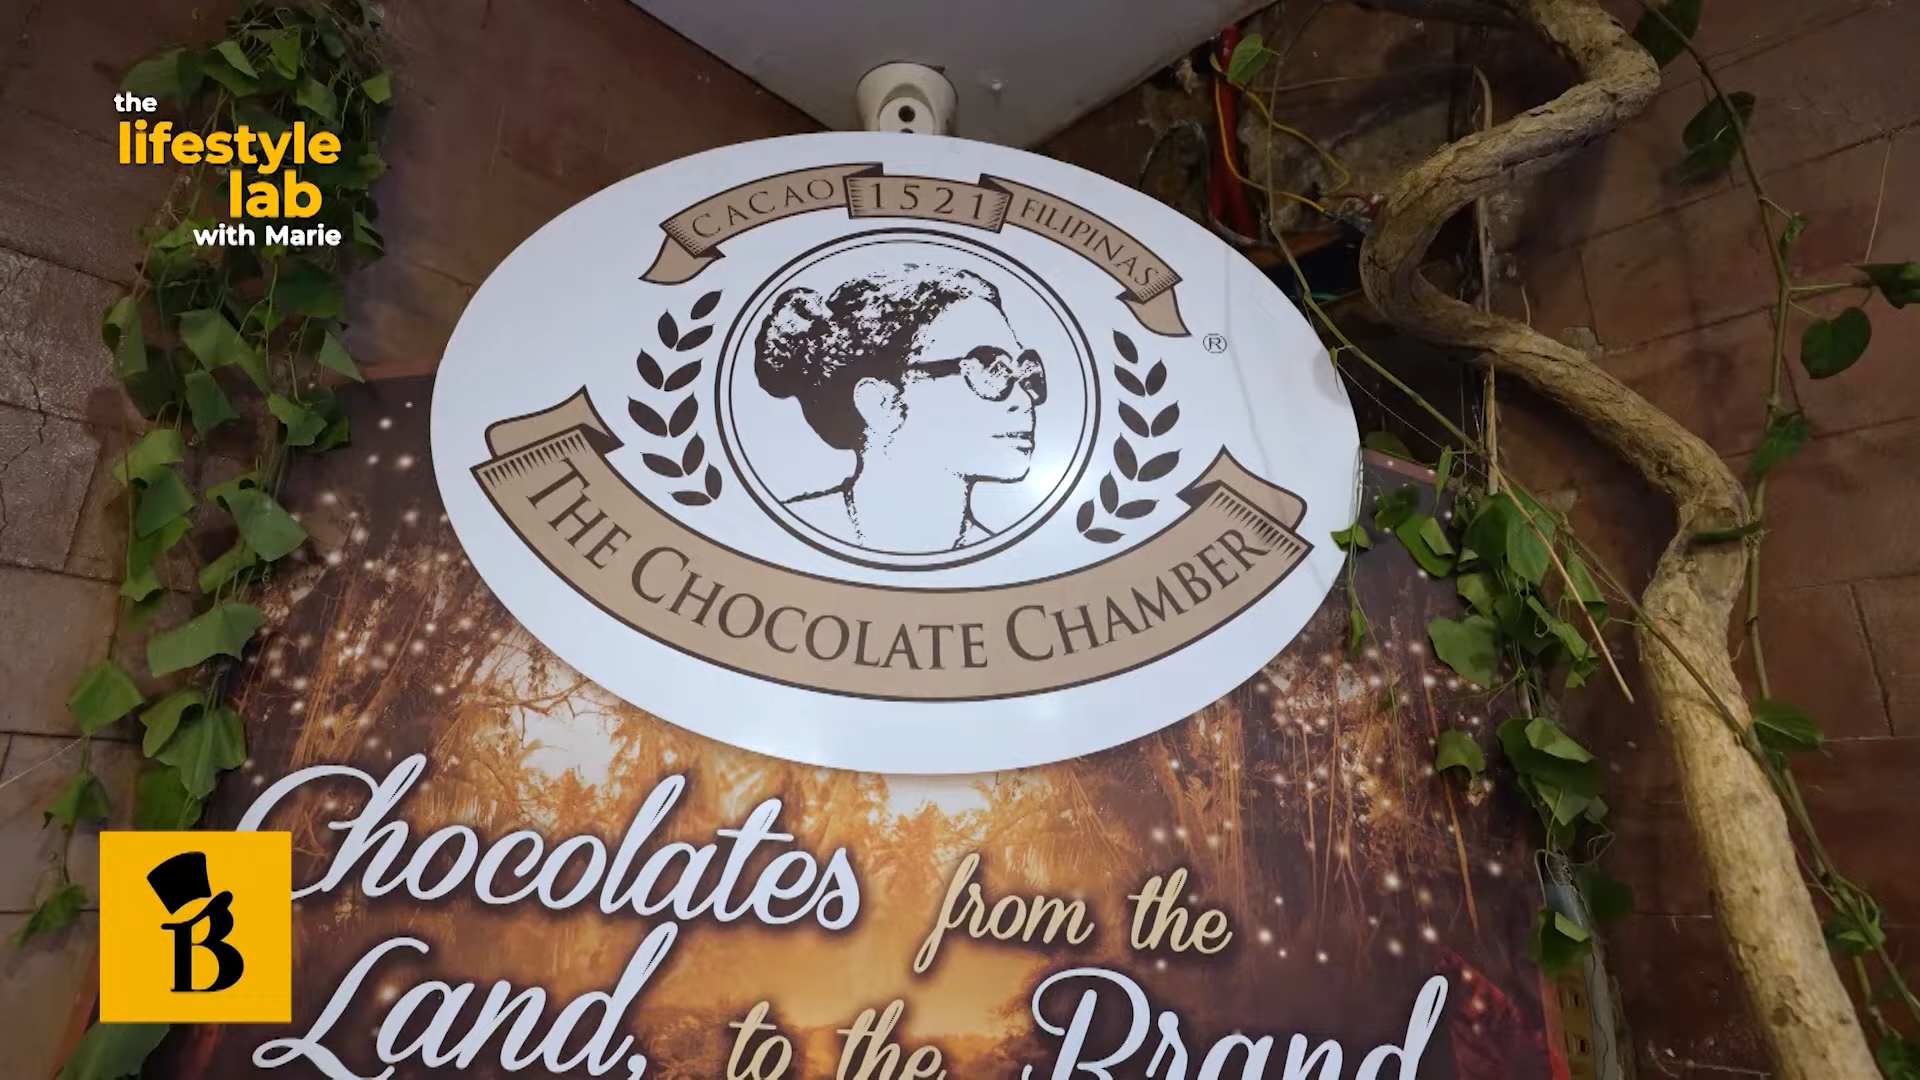 the
lifestyle
lab
with Marie
CACAO 1521 FILIPINAS
®
THE CHOCOLATE CHAMBER
B
Chocolates from the
Land, to the Brand